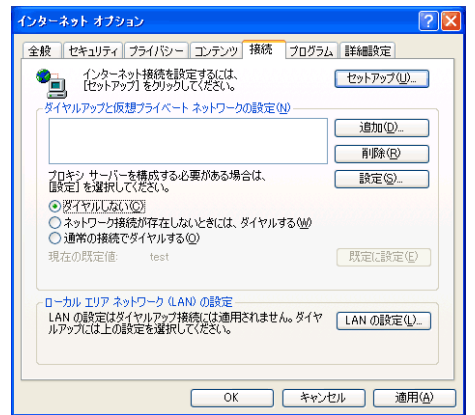 インターネット オプション
全般 セキュリティ プライバシー コンテンツ 接続 プログラム 詳細設定
インターネット接続を設定するには、
[セットアップ] をクリックしてください。
セットアップ(U)...
ダイヤルアップと仮想プライベート ネットワークの設定(N)
追加(D)...
削除(R)
プロキシ サーバーを構成する必要がある場合は、
[設定] を選択してください。
設定(S)...
ダイヤルしない(C)
ネットワーク接続が存在しないときには、ダイヤルする(W)
通常の接続でダイヤルする(O)
現在の既定値: test
既定に設定(E)
ローカル エリア ネットワーク (LAN) の設定
LAN の設定はダイヤルアップ接続には適用されません。ダイヤ
ルアップには上の設定を選択してください。
LAN の設定(L)...
OK キャンセル 適用(A)